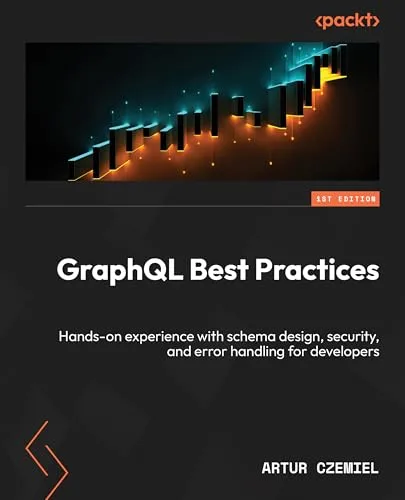 <packt>
1ST EDITION
GraphQL Best Practices
Hands-on experience with schema design, security,
and error handling for developers
ARTUR CZEMIEL